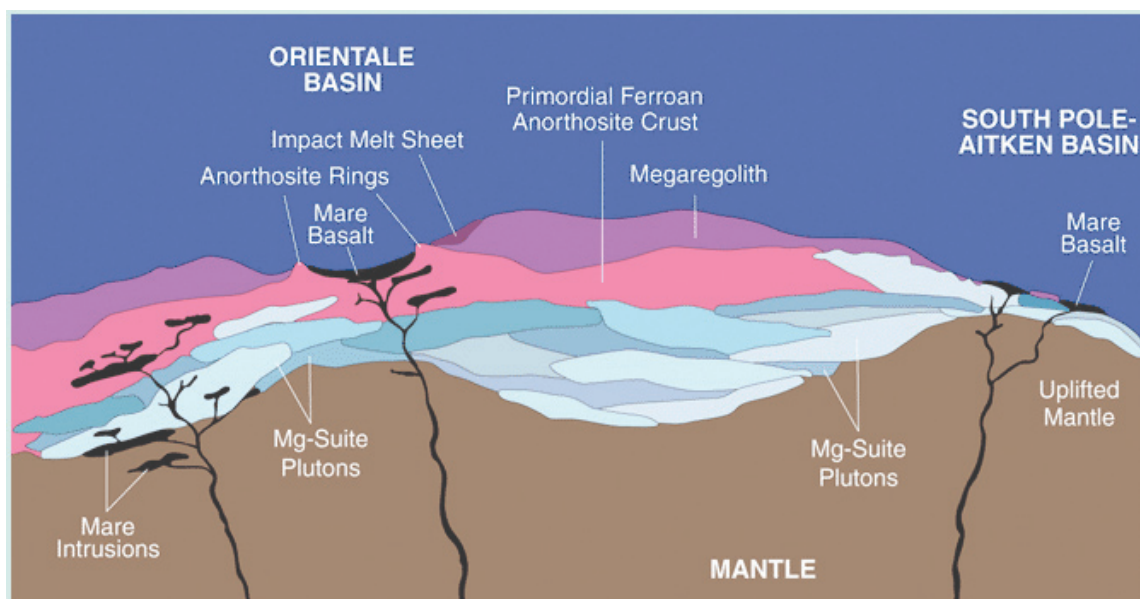 ORIENTALE
BASIN
Primordial Ferroan
Anorthosite Crust
SOUTH POLE-
AITKEN BASIN
Impact Melt Sheet
Anorthosite Rings
Megaregolith
Mare
Basalt
Mare
Basalt
Uplifted
Mantle
Mg-Suite
Plutons
Mg-Suite
Plutons
Mare
Intrusions
MANTLE